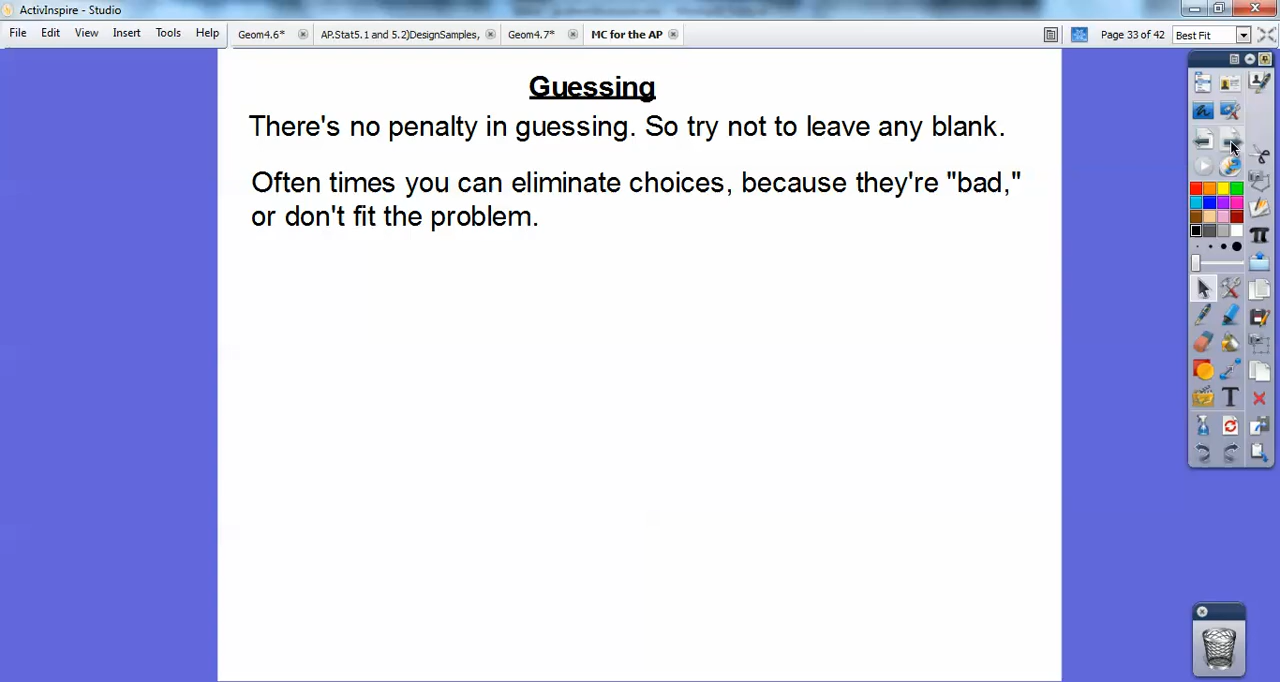 ActivInspire - Studio
File Edit View Insert Tools Help
Geom4.6* AP.Stat5.1 and 5.2)DesignSamples, Geom4.7* MC for the AP Page 33 of 42 Best Fit
Guessing
There's no penalty in guessing. So try not to leave any blank.
Often times you can eliminate choices, because they're "bad,"
or don't fit the problem.